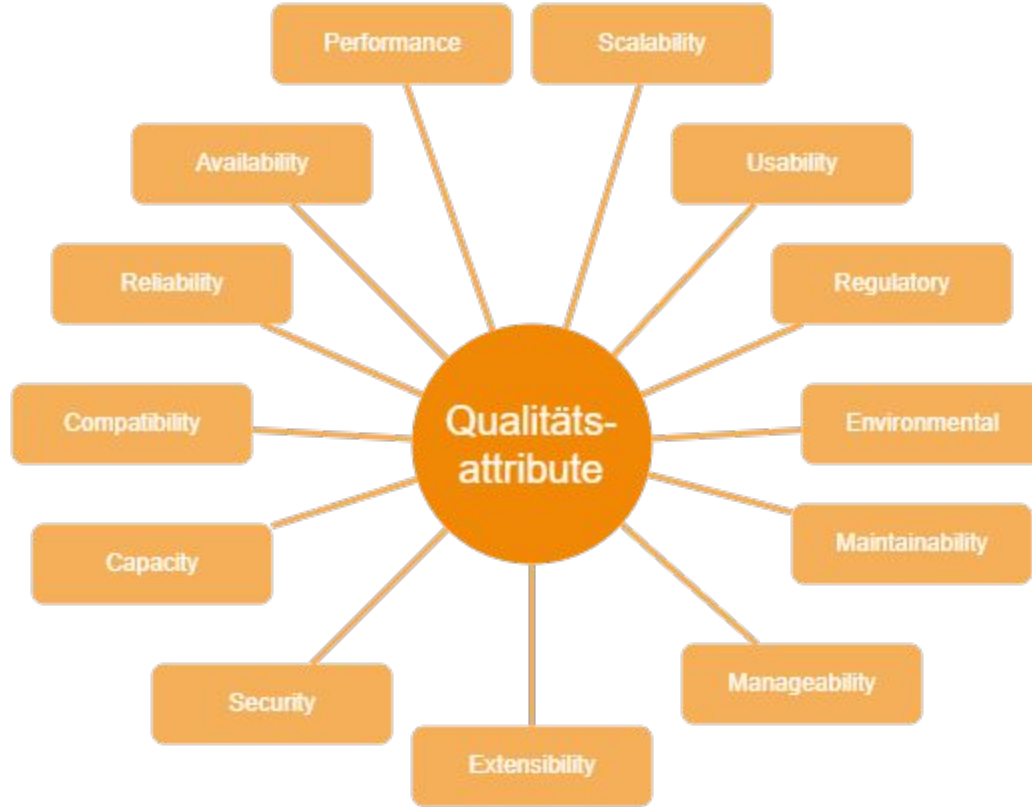 Performance
Scalability
Availability
Usability
Reliability
Regulatory
Compatibility
Qualitäts-
attribute
Environmental
Capacity
Maintainability
Security
Manageability
Extensibility